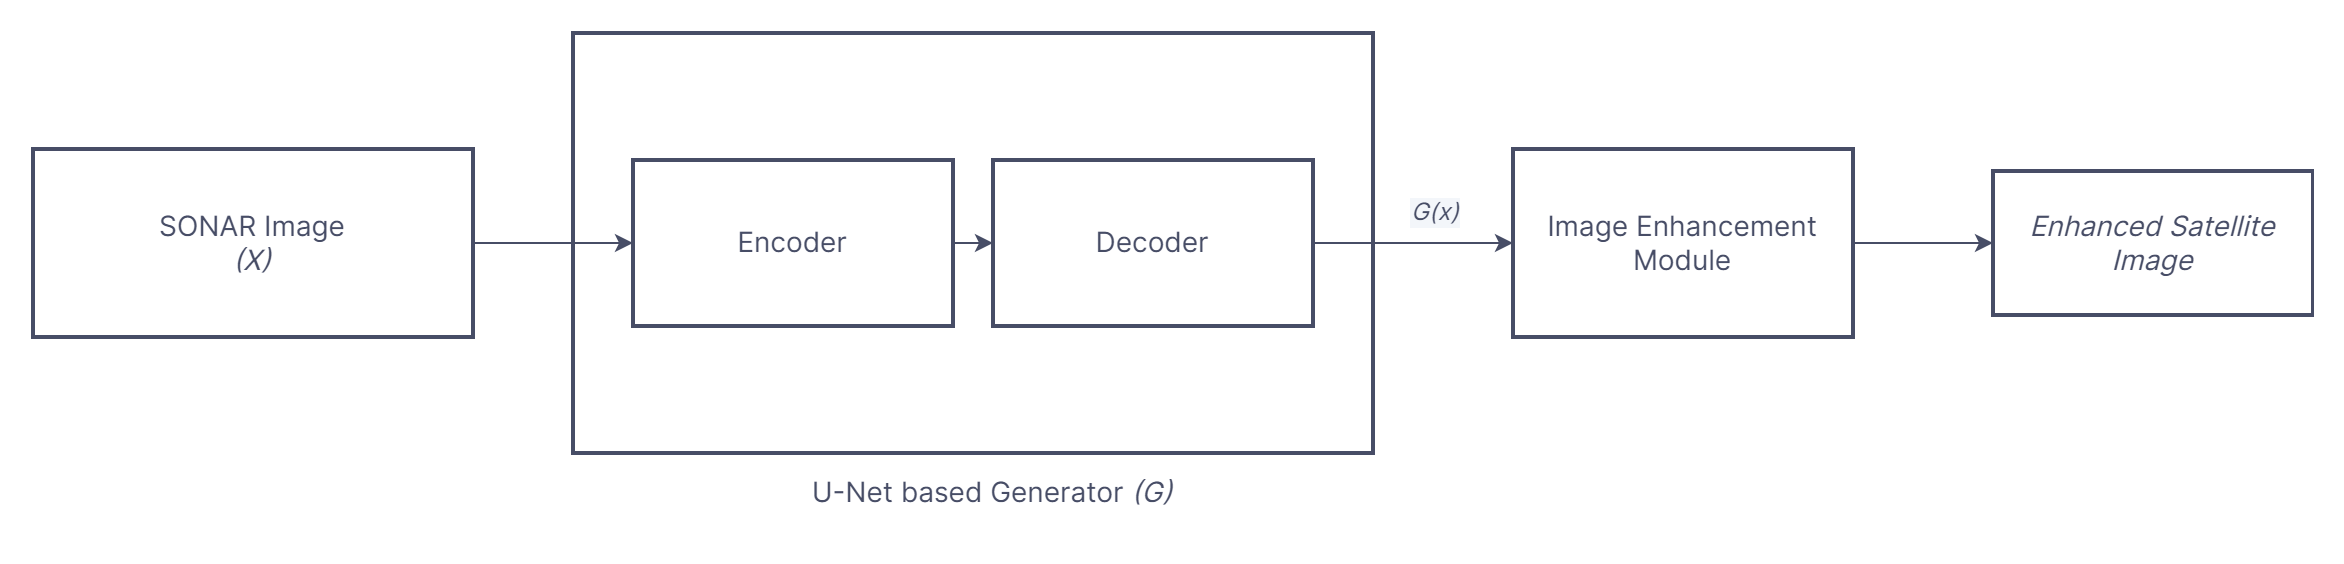 SONAR Image
(X)
Encoder
Decoder
U-Net based Generator (G)
G(x)
Image Enhancement
Module
Enhanced Satellite
Image